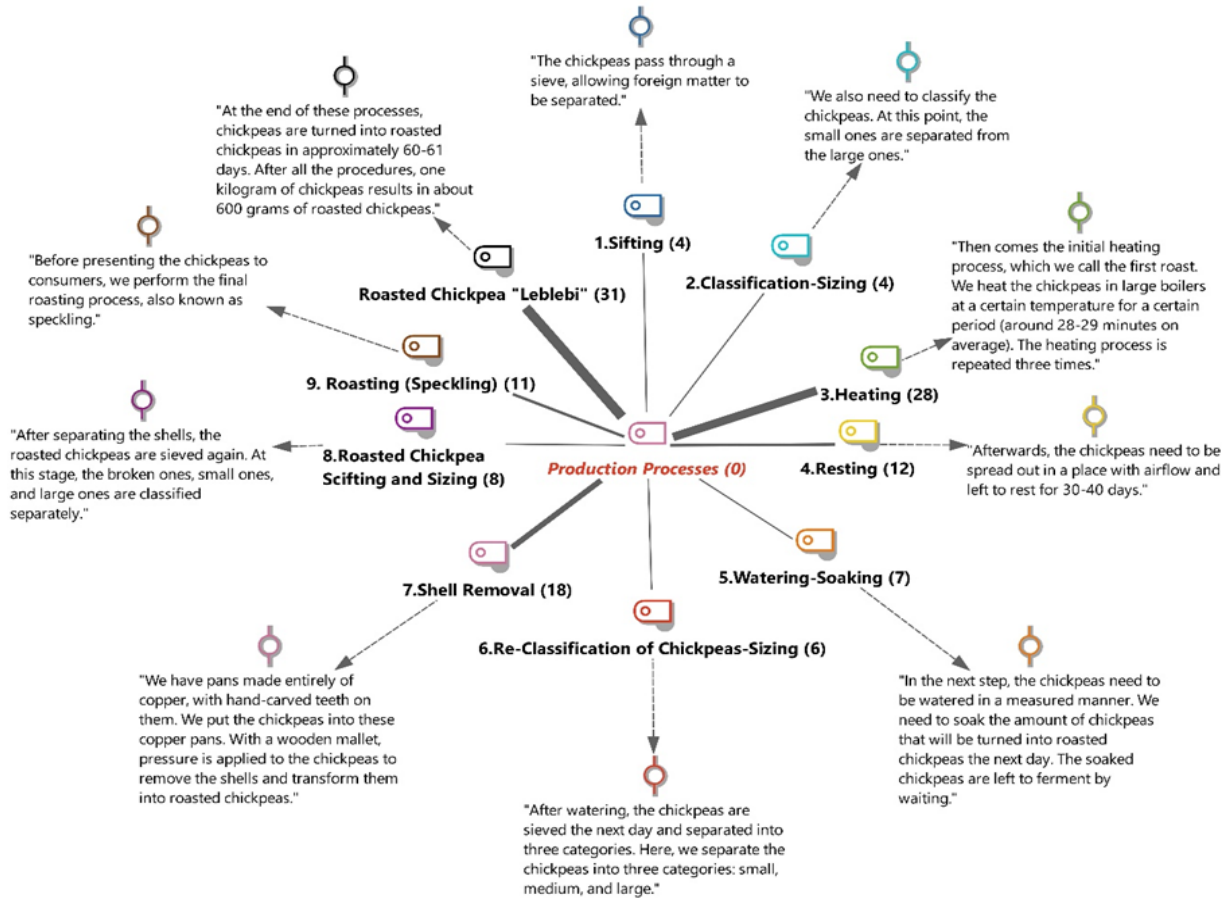 "The chickpeas pass through a
sieve, allowing foreign matter to
be separated."
1.Sifting (4)
"We also need to classify the
chickpeas. At this point, the
small ones are separated from
the large ones."
2.Classification-Sizing (4)
"Then comes the initial heating
process, which we call the first roast.
We heat the chickpeas in large boilers
at a certain temperature for a certain
period (around 28-29 minutes on
average). The heating process is
repeated three times."
3.Heating (28)
"Afterwards, the chickpeas need to be
spread out in a place with airflow and
left to rest for 30-40 days."
4.Resting (12)
5.Watering-Soaking (7)
"In the next step, the chickpeas need to
be watered in a measured manner. We
need to soak the amount of chickpeas
that will be turned into roasted
chickpeas the next day. The soaked
chickpeas are left to ferment by
waiting."
6.Re-Classification of Chickpeas-Sizing (6)
"After watering, the chickpeas are
sieved the next day and separated into
three categories. Here, we separate the
chickpeas into three categories: small,
medium, and large."
7.Shell Removal (18)
"We have pans made entirely of
copper, with hand-carved teeth on
them. We put the chickpeas into these
copper pans. With a wooden mallet,
pressure is applied to the chickpeas to
remove the shells and transform them
into roasted chickpeas."
8.Roasted Chickpea
Scifting and Sizing (8)
"After separating the shells, the
roasted chickpeas are sieved again. At
this stage, the broken ones, small ones,
and large ones are classified
separately."
9. Roasting (Speckling) (11)
"Before presenting the chickpeas to
consumers, we perform the final
roasting process, also known as
speckling."
Roasted Chickpea "Leblebi" (31)
"At the end of these processes,
chickpeas are turned into roasted
chickpeas in approximately 60-61
days. After all the procedures, one
kilogram of chickpeas results in about
600 grams of roasted chickpeas."
Production Processes (0)